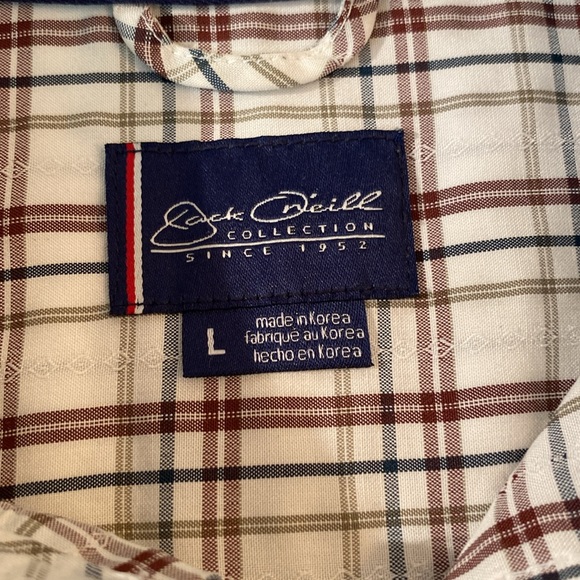 Jack O'neill
COLLECTION
SINCE 1952
L
made in Korea
fabriqué au Korea
hecho en Korea